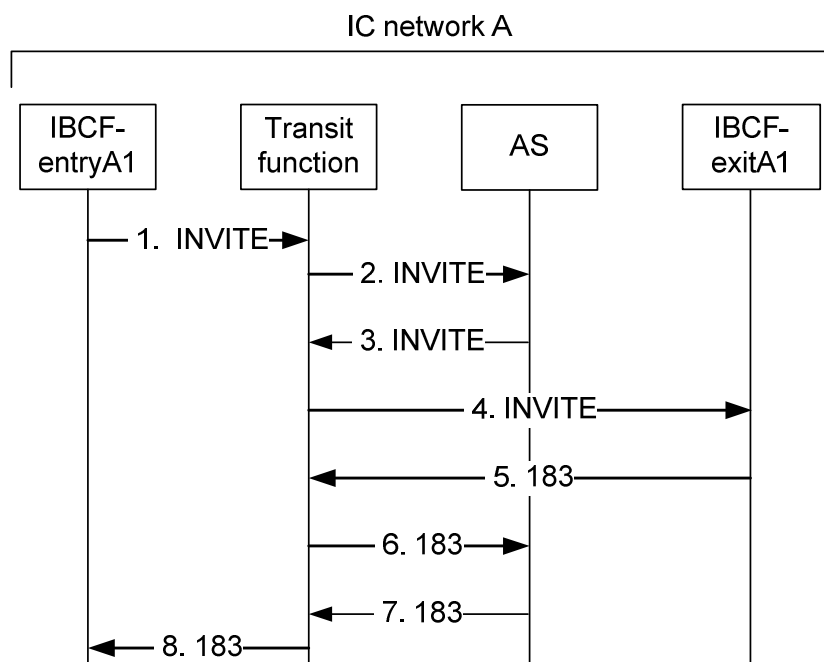 IC network A
IBCF-
entryA1
Transit
function
AS
IBCF-
exitA1
1. INVITE
2. INVITE
3. INVITE
4. INVITE
5. 183
6. 183
7. 183
8. 183